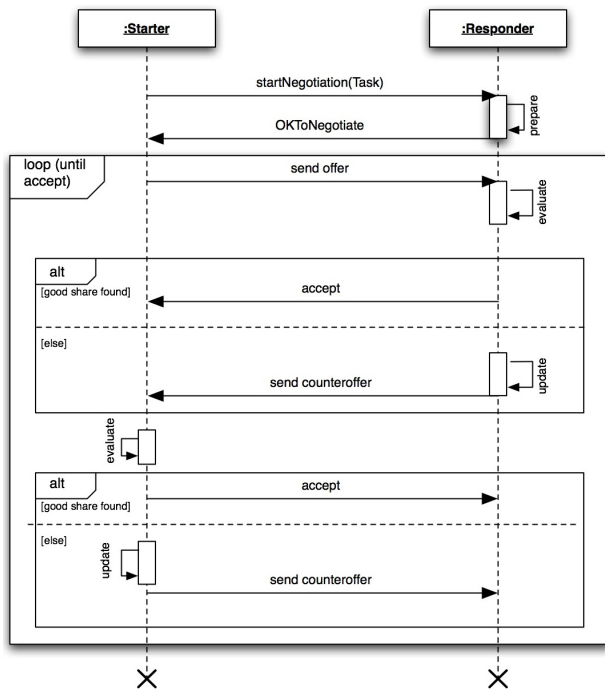 :Starter
:Responder
startNegotiation(Task)
prepare
OKToNegotiate
loop (until
accept)
send offer
evaluate
alt
[good share found]
accept
[else]
update
send counteroffer
evaluate
alt
accept
[good share found]
[else]
update
send counteroffer